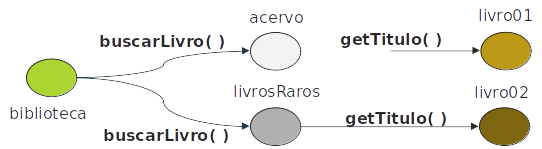 acervo
livro01
buscarLivro( )
getTitulo( )
livrosRaros
livro02
biblioteca
getTitulo( )
buscarLivro( )